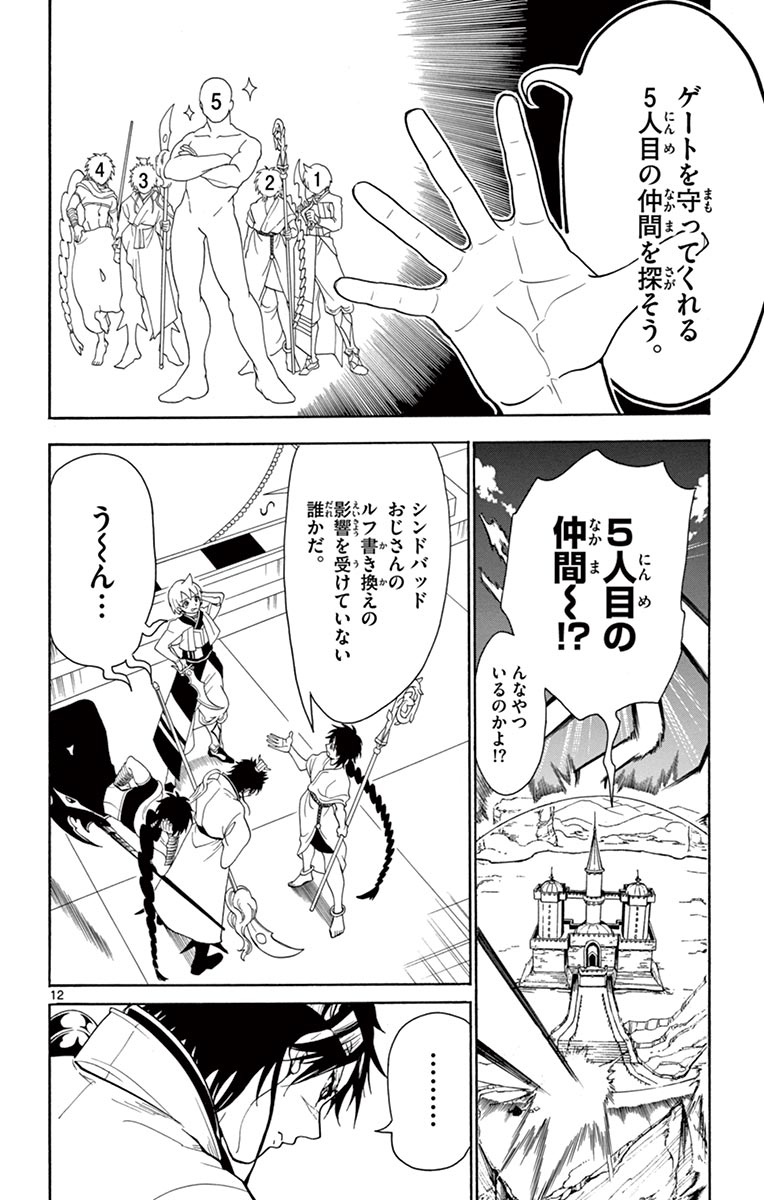 ゲートを守ってくれる
5人目の仲間を探そう。
5
4
3
2
1
5人目の
仲間〜!?
んなやつ
いるのかよ!?
シンドバッド
おじさんの
ルフ書き換えの
影響を受けていない
誰かだ。
う〜ん…
………
12